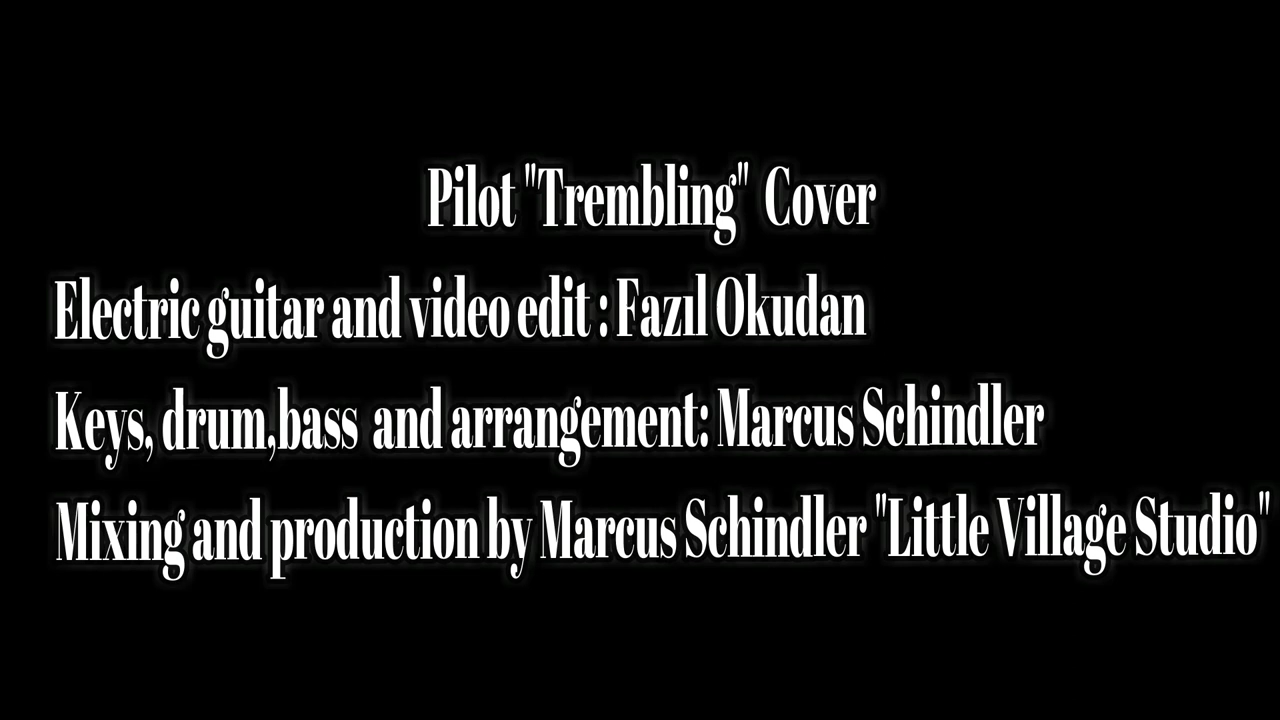 Pilot "Trembling" Cover
Electric guitar and video edit : Fazıl Okudan
Keys, drum,bass and arrangement: Marcus Schindler
Mixing and production by Marcus Schindler "Little Village Studio"